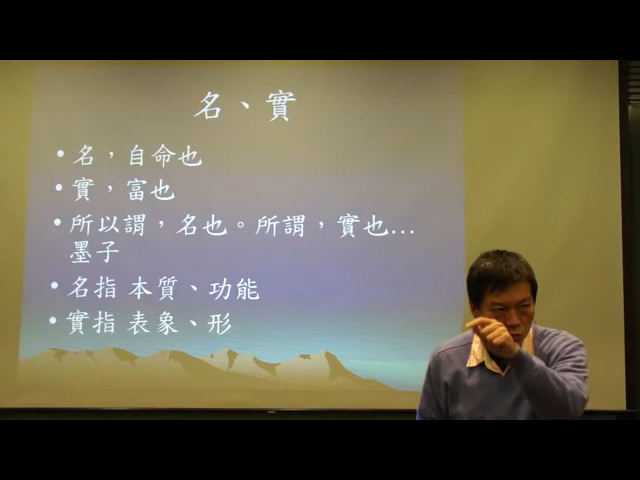 名、實
•名，自命也
•實，富也
•所以謂，名也。所謂，實也…
墨子
•名指 本質、功能
•實指 表象、形